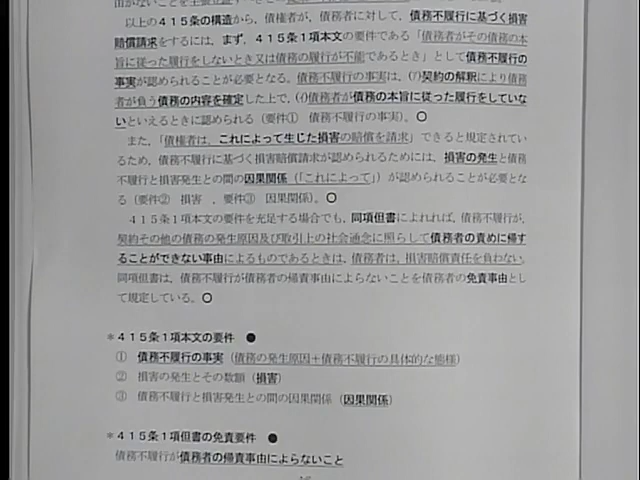 以上の４１５条の構造から、債権者が、債務者に対して、債務不履行に基づく損害
賠償請求をするには、まず、４１５条１項本文の要件である「債務者がその債務の本
旨に従った履行をしないとき又は債務の履行が不能であるとき」として債務不履行の
事実が認められることが必要となる。債務不履行の事実は、㋐契約の解釈により債務
者が負う債務の内容を確定した上で、㋑債務者が債務の本旨に従った履行をしていな
いといえるときに認められる（要件①　債務不履行の事実）。〇
また、「債権者は、これによって生じた損害の賠償を請求」できると規定されてい
るため、債務不履行に基づく損害賠償請求が認められるためには、損害の発生と債務
不履行と損害発生との間の因果関係（「これによって」）が認められることが必要とな
る（要件②　損害　、要件③　因果関係）。〇
４１５条１項本文の要件を充足する場合でも、同項但書によれれば、債務不履行が、
契約その他の債務の発生原因及び取引上の社会通念に照らして債務者の責めに帰す
ることができない事由によるものであるときは、債務者は、損害賠償責任を負わない。
同項但書は、債務不履行が債務者の帰責事由によらないことを債務者の免責事由とし
て規定している。〇
＊４１５条１項本文の要件　●
①　債務不履行の事実（債務の発生原因＋債務不履行の具体的な態様）
②　損害の発生とその数額（損害）
③　債務不履行と損害発生との間の因果関係（因果関係）
＊４１５条１項但書の免責要件　●
債務不履行が債務者の帰責事由によらないこと